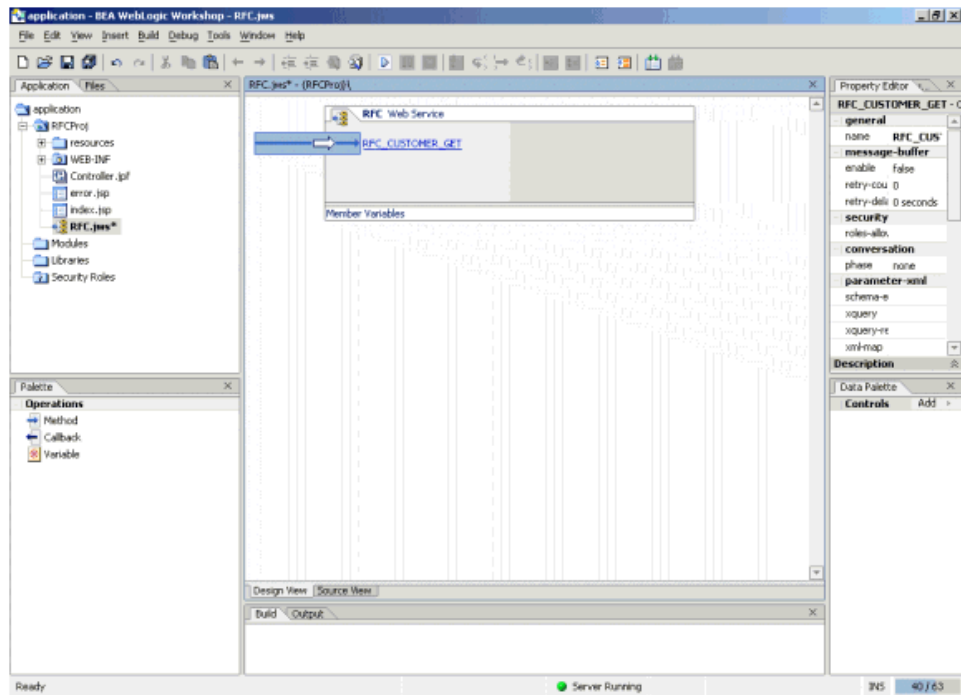 application - BEA WebLogic Workshop - RFC.jws
File Edit View Insert Build Debug Tools Window Help
Application Files
application
RFCProj
resources
WEB-INF
Controller.jpf
error.jsp
index.jsp
RFC.jws*
Modules
Libraries
Security Roles
Palette
Operations
Method
Callback
Variable
RFC.jws* - {RFCProj}\
RFC Web Service
RFC_CUSTOMER_GET
Member Variables
Design View Source View
Build Output
Property Editor
RFC_CUSTOMER_GET - C
general
name RFC_CUS
message-buffer
enable false
retry-cou 0
retry-dela 0 seconds
security
roles-allow
conversation
phase none
parameter-xml
schema-e
xquery
xquery-re
xml-map
Description
Data Palette
Controls Add
Ready
Server Running
INS 40 / 63